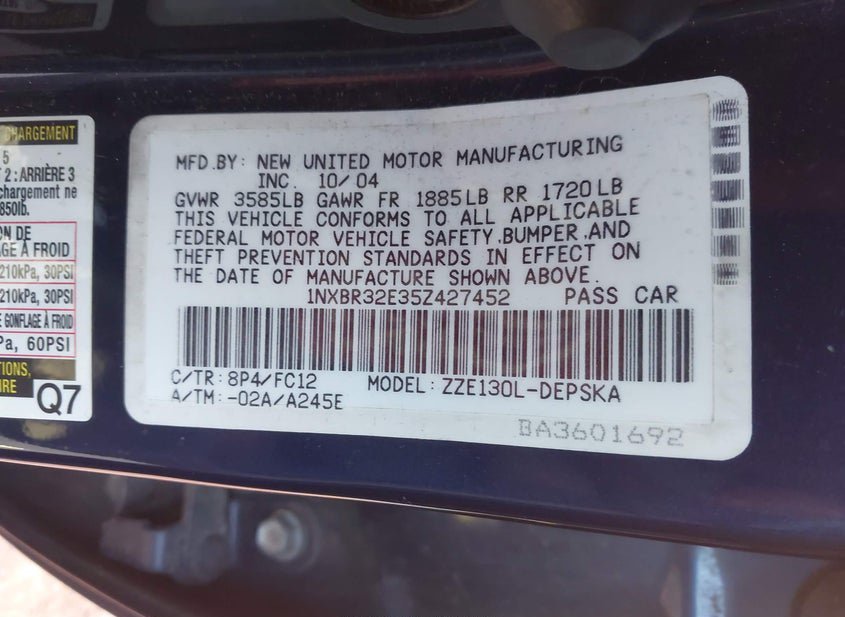 CHARGEMENT
5
2 : ARRIÈRE 3
chargement ne
850lb.
ON DE
GE À FROID
210kPa, 30PSI
210kPa, 30PSI
GONFLAGE À FROID
Pa, 60PSI
IRE
Q7
MFD.BY: NEW UNITED MOTOR MANUFACTURING
INC. 10/04
GVWR 3585LB GAWR FR 1885LB RR 1720LB
THIS VEHICLE CONFORMS TO ALL APPLICABLE
FEDERAL MOTOR VEHICLE SAFETY,BUMPER,AND
THEFT PREVENTION STANDARDS IN EFFECT ON
THE DATE OF MANUFACTURE SHOWN ABOVE.
1NXBR32E35Z427452 PASS CAR
C/TR: 8P4/FC12 MODEL: ZZE130L-DEPSKA
A/TM: -02A/A245E
BA3601692